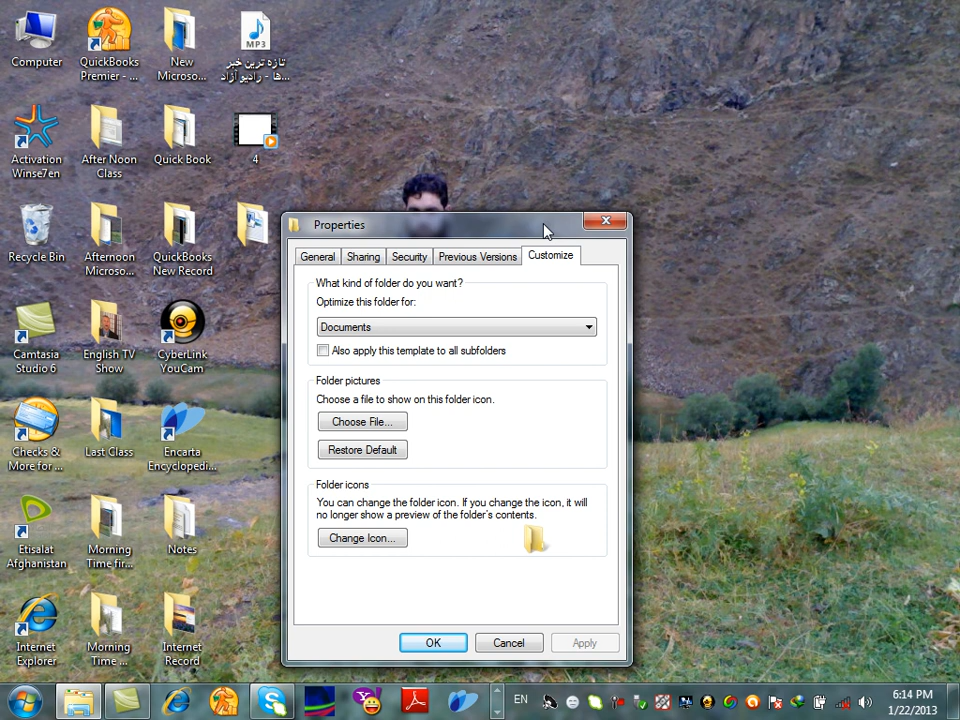 Computer
QuickBooks
Premier - ...
New
Microso...
MP3
تازه ترین خبر
ها - رادیو آزاد...
Activation
Winse7en
After Noon
Class
Quick Book
4
Recycle Bin
Afternoon
Microso...
QuickBooks
New Record
Camtasia
Studio 6
English TV
Show
CyberLink
YouCam
Checks &
More for ...
Last Class
Encarta
Encyclopedi...
Etisalat
Afghanistan
Morning
Time fir...
Notes
Internet
Explorer
Morning
Time ...
Internet
Record
Properties
General
Sharing
Security
Previous Versions
Customize
What kind of folder do you want?
Optimize this folder for:
Documents
Also apply this template to all subfolders
Folder pictures
Choose a file to show on this folder icon.
Choose File...
Restore Default
Folder icons
You can change the folder icon. If you change the icon, it will
no longer show a preview of the folder's contents.
Change Icon...
OK
Cancel
Apply
EN
6:14 PM
1/22/2013